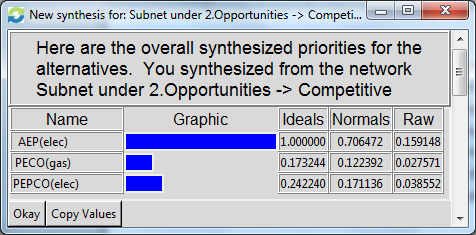 New synthesis for: Subnet under 2.Opportunities -> Competiti...
Here are the overall synthesized priorities for the
alternatives. You synthesized from the network
Subnet under 2.Opportunities -> Competitive
Name Graphic Ideals Normals Raw
AEP(elec) 1.000000 0.706472 0.159148
PECO(gas) 0.173244 0.122392 0.027571
PEPCO(elec) 0.242240 0.171136 0.038552
Okay Copy Values